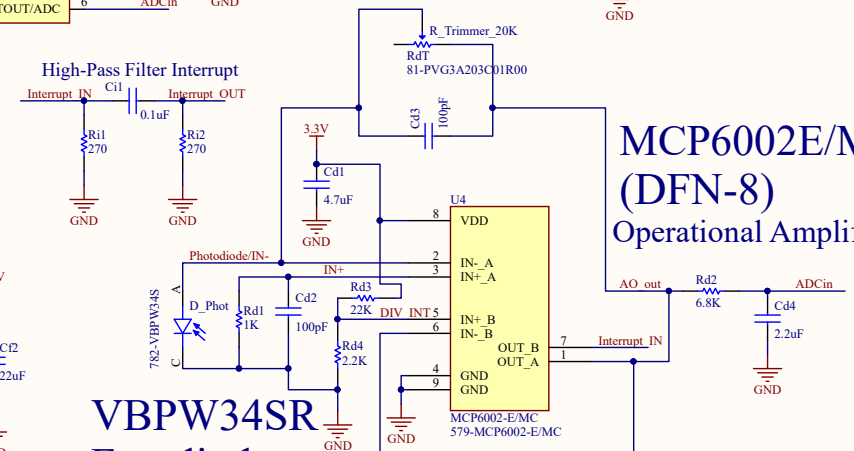 TOUT/ADC
6
ADCin
GND
GND
R_Trimmer_20K
RdT
81-PVG3A203C01R00
High-Pass Filter Interrupt
Interrupt_IN
Ci1
0.1uF
Interrupt_OUT
Ri1
270
Ri2
270
GND
GND
Cd3
100pF
3.3V
Cd1
4.7uF
GND
MCP6002E/M
(DFN-8)
Operational Amplif
U4
8
VDD
Photodiode/IN-
2
IN-_A
IN+
3
IN+_A
A
D_Phot
782-VBPW34S
C
Rd1
1K
Cd2
100pF
Rd3
22K
DIV_INT
5
IN+_B
6
IN-_B
Rd4
2.2K
OUT_B
7
Interrupt_IN
OUT_A
1
4
GND
9
GND
AO_out
Rd2
6.8K
ADCin
Cd4
2.2uF
GND
V
Cf2
22uF
VBPW34SR
GND
GND
MCP6002-E/MC
579-MCP6002-E/MC